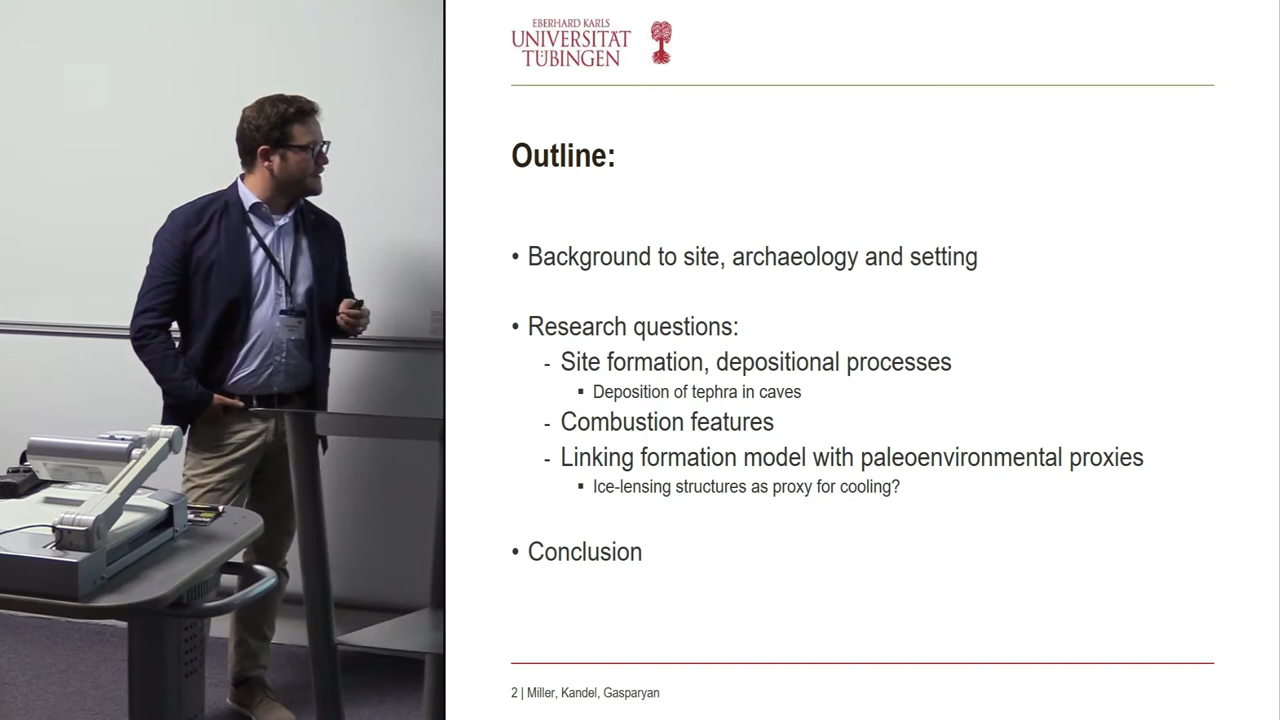 EBERHARD KARLS
UNIVERSITÄT
TÜBINGEN
Outline:
• Background to site, archaeology and setting
• Research questions:
- Site formation, depositional processes
▪ Deposition of tephra in caves
- Combustion features
- Linking formation model with paleoenvironmental proxies
▪ Ice-lensing structures as proxy for cooling?
• Conclusion
2 | Miller, Kandel, Gasparyan